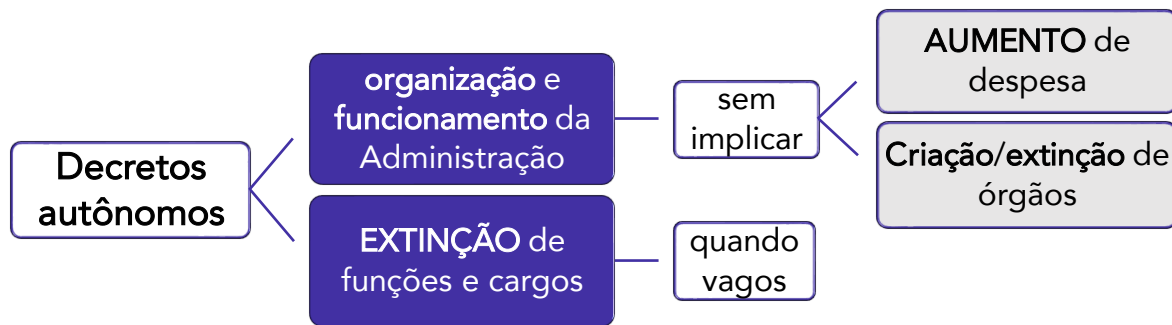 Decretos
autônomos
organização e
funcionamento da
Administração
sem
implicar
AUMENTO de
despesa
Criação/extinção de
órgãos
EXTINÇÃO de
funções e cargos
quando
vagos